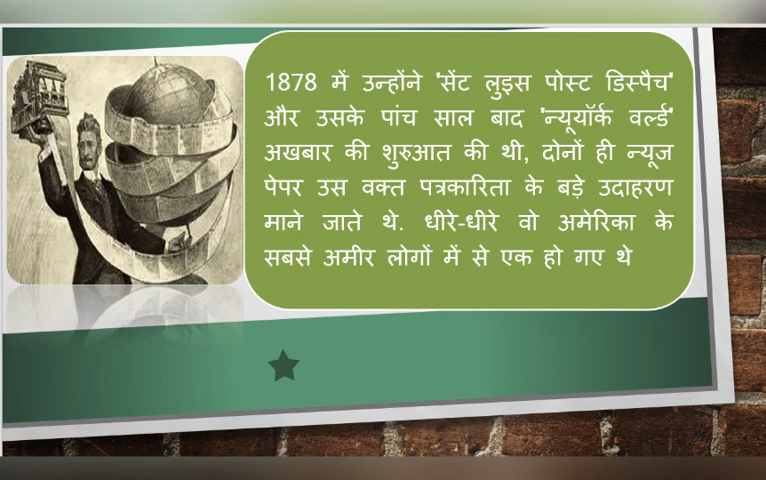 1878 में उन्होंने 'सेंट लुइस पोस्ट डिस्पैच'
और उसके पांच साल बाद 'न्यूयॉर्क वर्ल्ड'
अखबार की शुरुआत की थी, दोनों ही न्यूज
पेपर उस वक्त पत्रकारिता के बड़े उदाहरण
माने जाते थे. धीरे-धीरे वो अमेरिका के
सबसे अमीर लोगों में से एक हो गए थे